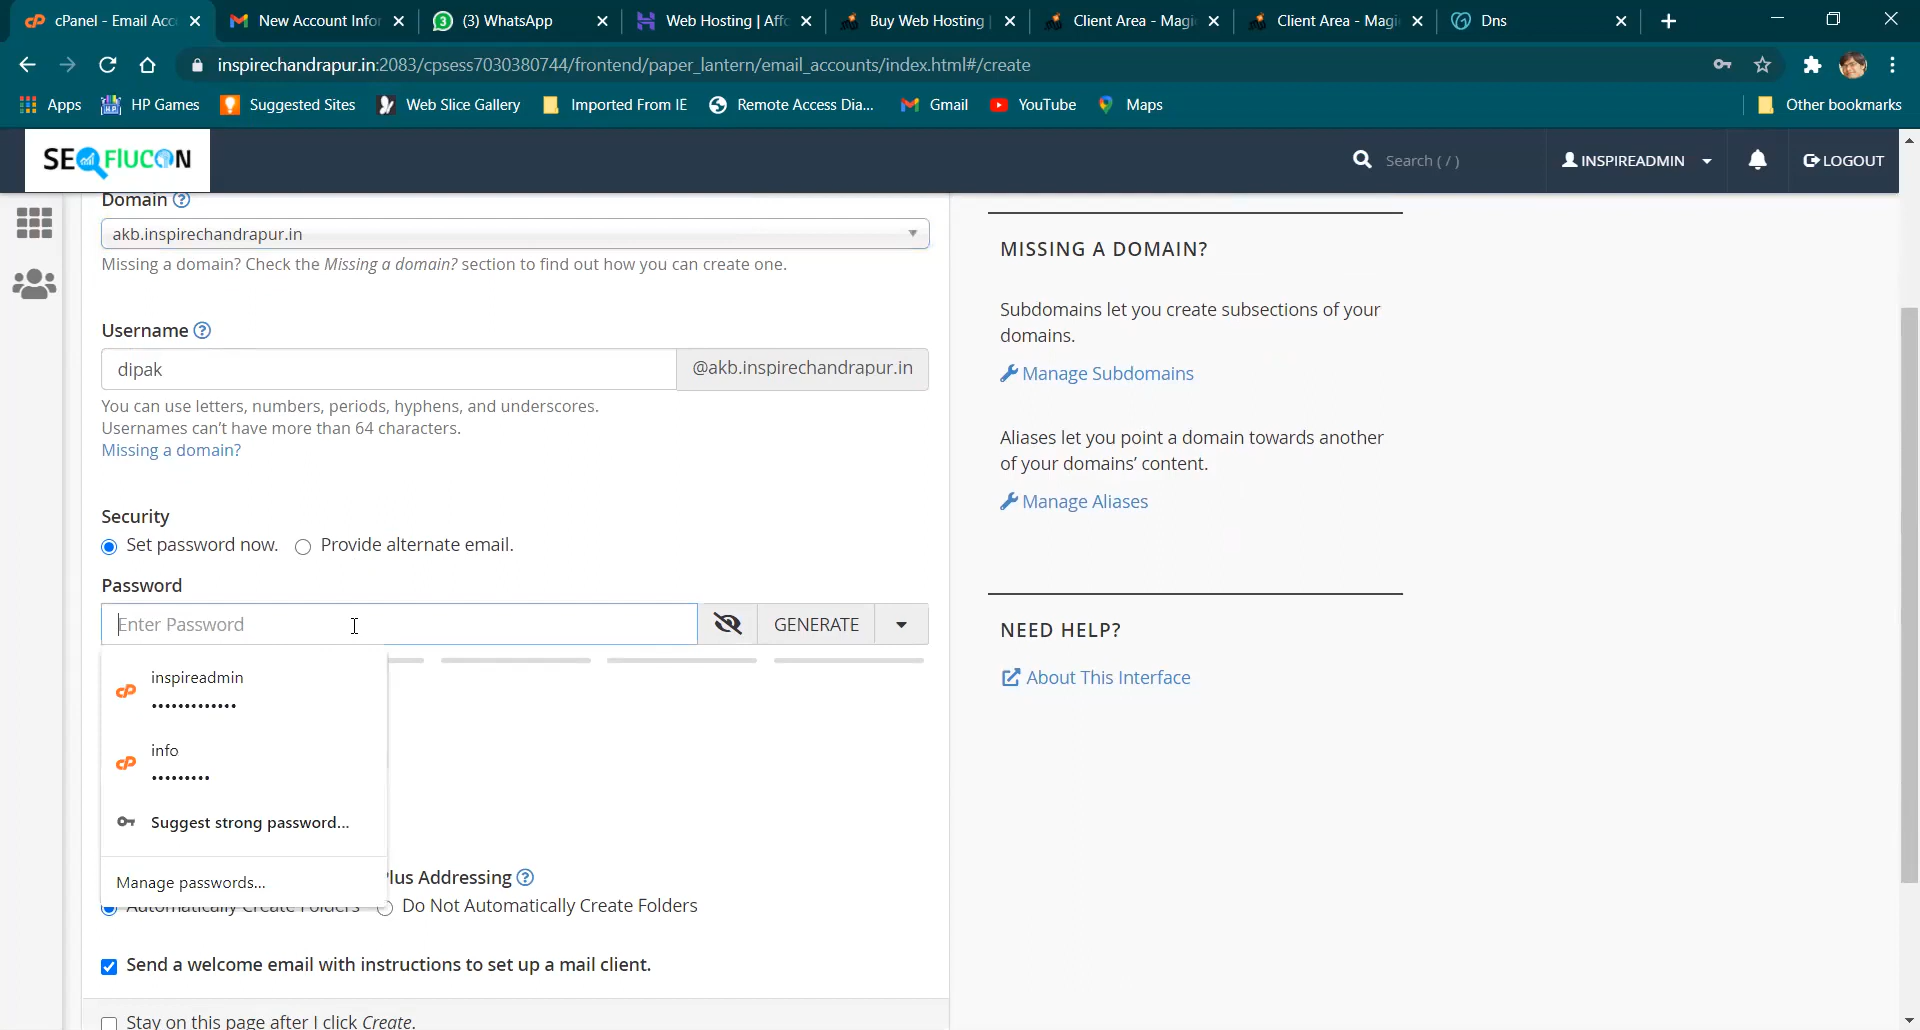 cPanel - Email Acc
New Account Infor
(3) WhatsApp
Web Hosting | Affo
Buy Web Hosting |
Client Area - Magi
Client Area - Magi
Dns
inspirechandrapur.in:2083/cpsess7030380744/frontend/paper_lantern/email_accounts/index.html#/create
Apps
HP Games
Suggested Sites
Web Slice Gallery
Imported From IE
Remote Access Dia...
Gmail
YouTube
Maps
Other bookmarks
SEOFIUCON
Search ( / )
INSPIREADMIN
LOGOUT
Domain
akb.inspirechandrapur.in
Missing a domain? Check the Missing a domain? section to find out how you can create one.
Username
dipak
@akb.inspirechandrapur.in
You can use letters, numbers, periods, hyphens, and underscores.
Usernames can't have more than 64 characters.
Missing a domain?
Security
Set password now.
Provide alternate email.
Password
Enter Password
GENERATE
inspireadmin
•••••••••••••
info
•••••••••
Suggest strong password...
Manage passwords...
Plus Addressing
Automatically Create Folders
Do Not Automatically Create Folders
Send a welcome email with instructions to set up a mail client.
Stay on this page after I click Create.
MISSING A DOMAIN?
Subdomains let you create subsections of your
domains.
Manage Subdomains
Aliases let you point a domain towards another
of your domains' content.
Manage Aliases
NEED HELP?
About This Interface